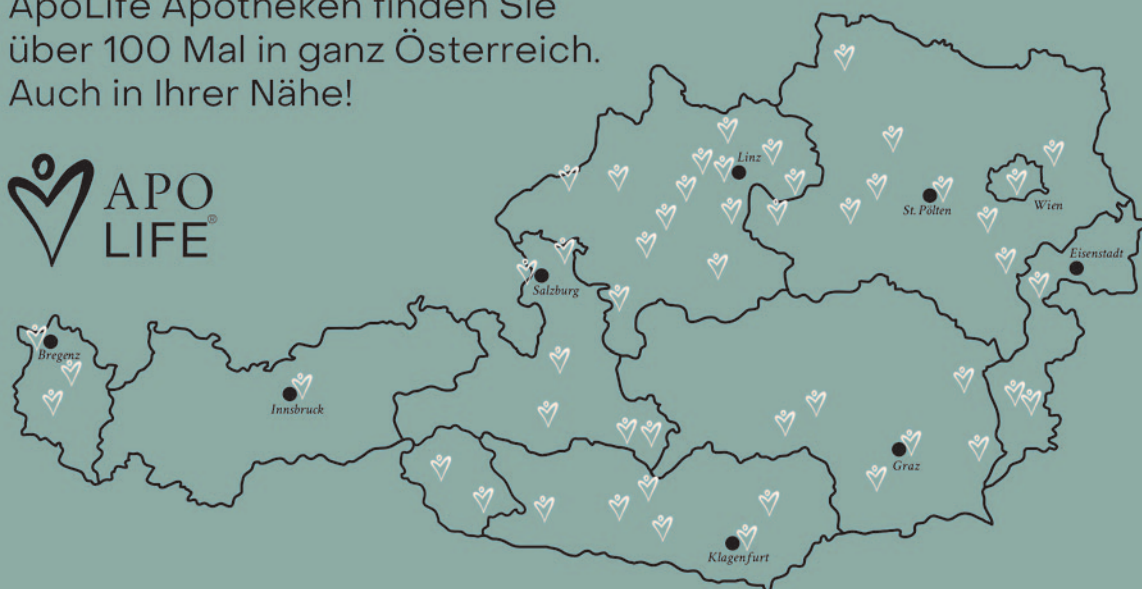 ApoLife Apotheken finden Sie
über 100 Mal in ganz Österreich.
Auch in Ihrer Nähe!
APO
LIFE®
Linz
St. Pölten
Wien
Eisenstadt
Salzburg
Bregenz
Innsbruck
Graz
Klagenfurt